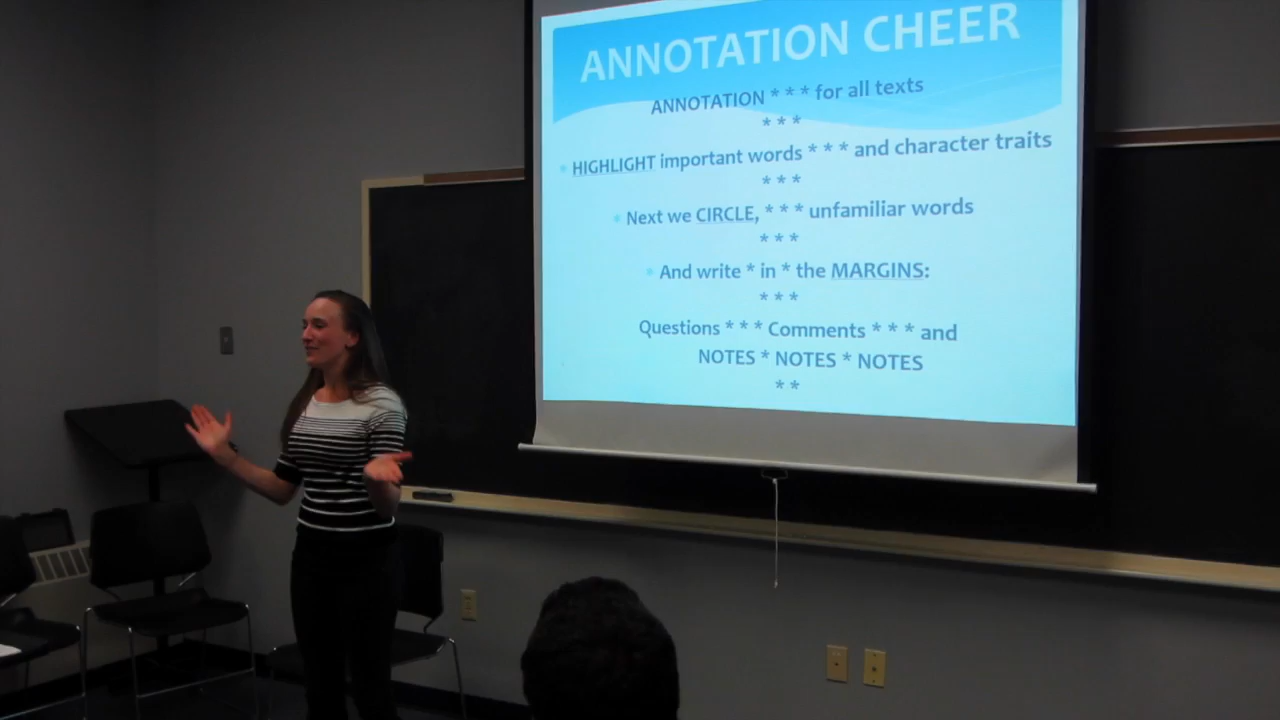 ANNOTATION CHEER
ANNOTATION * * * for all texts
* * *
HIGHLIGHT important words * * * and character traits
* * *
Next we CIRCLE, * * * unfamiliar words
* * *
And write * in * the MARGINS:
* * *
Questions * * * Comments * * * and
NOTES * NOTES * NOTES
* *